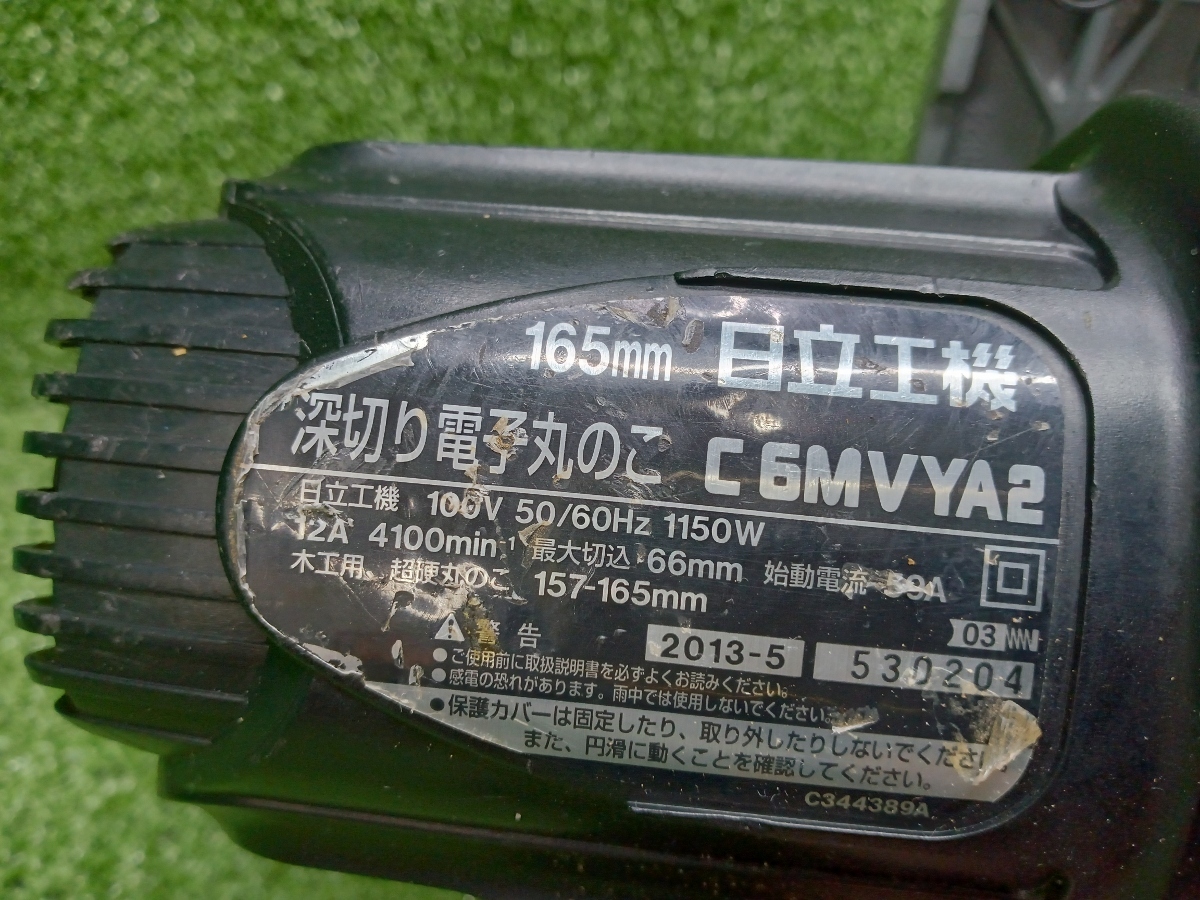 165mm 日立工機
深切り電子丸のこ C6MVYA2
日立工機 100V 50/60Hz 1150W
12A 4100min⁻¹ 最大切込 66mm 始動電流
木工用 超硬丸のこ 157-165mm
03
警告 2013-5 530204
●ご使用前に取扱説明書を必ずよくお読みください。
●感電の恐れがあります。雨中では使用しないでください。
●保護カバーは固定したり、取り外したりしないでください。
また、円滑に動くことを確認してください。
C344389A